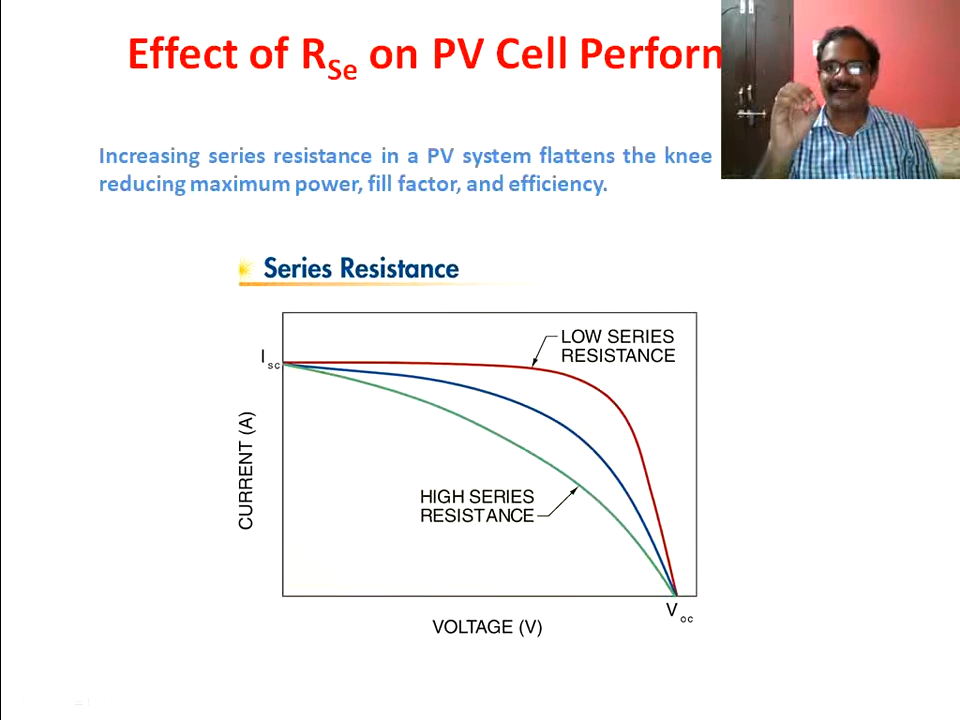 Effect of RSe on PV Cell Perform
Increasing series resistance in a PV system flattens the knee
reducing maximum power, fill factor, and efficiency.
Series Resistance
LOW SERIES
RESISTANCE
Isc
CURRENT (A)
HIGH SERIES
RESISTANCE
Voc
VOLTAGE (V)